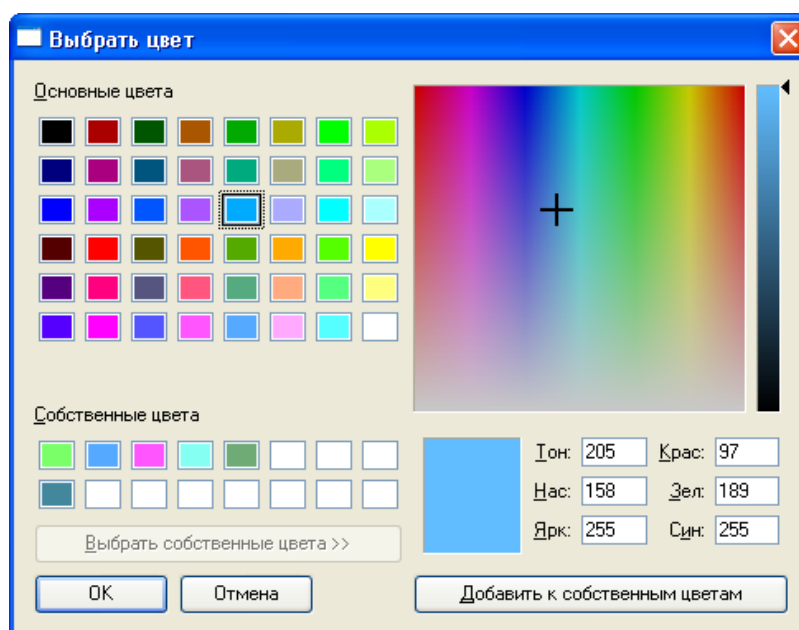 Выбрать цвет
Основные цвета
Собственные цвета
Тон: 205 Крас: 97
Нас: 158 Зел: 189
Ярк: 255 Син: 255
Выбрать собственные цвета >>
OK Отмена Добавить к собственным цветам